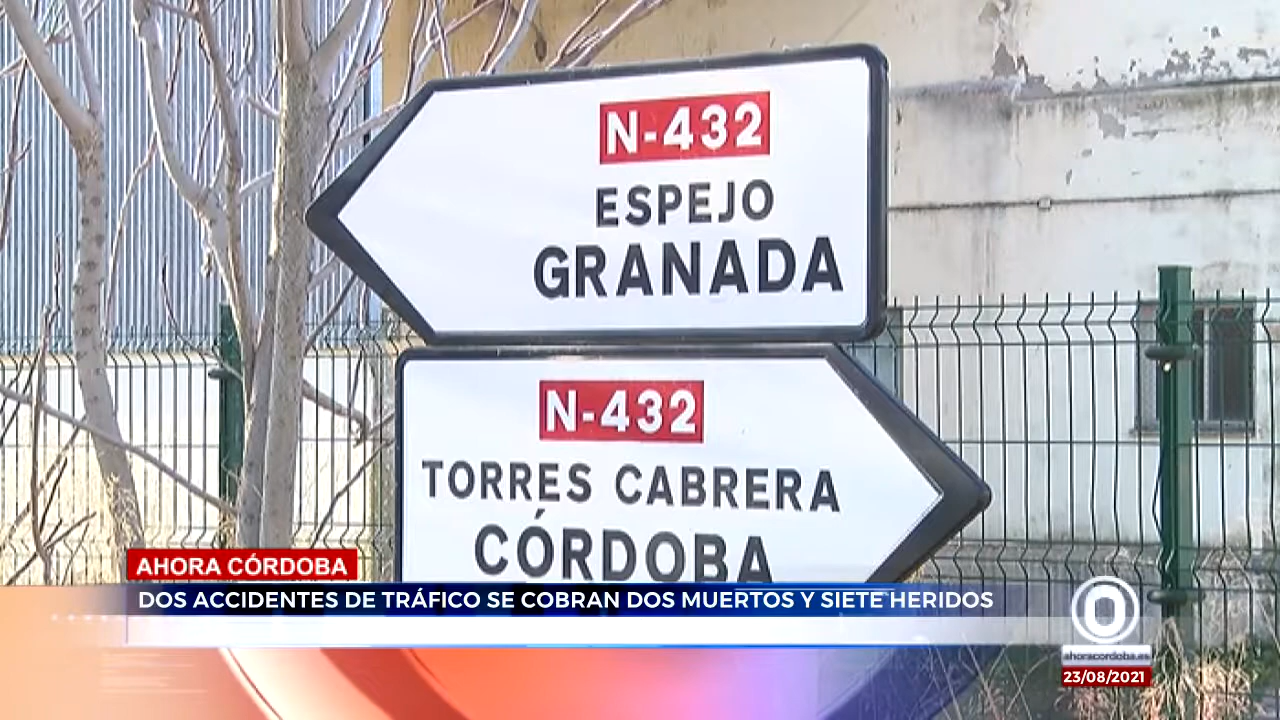 N-432
ESPEJO
GRANADA
N-432
TORRES CABRERA
CÓRDOBA
AHORA CÓRDOBA
DOS ACCIDENTES DE TRÁFICO SE COBRAN DOS MUERTOS Y SIETE HERIDOS
O
ahoracordoba.es
23/08/2021